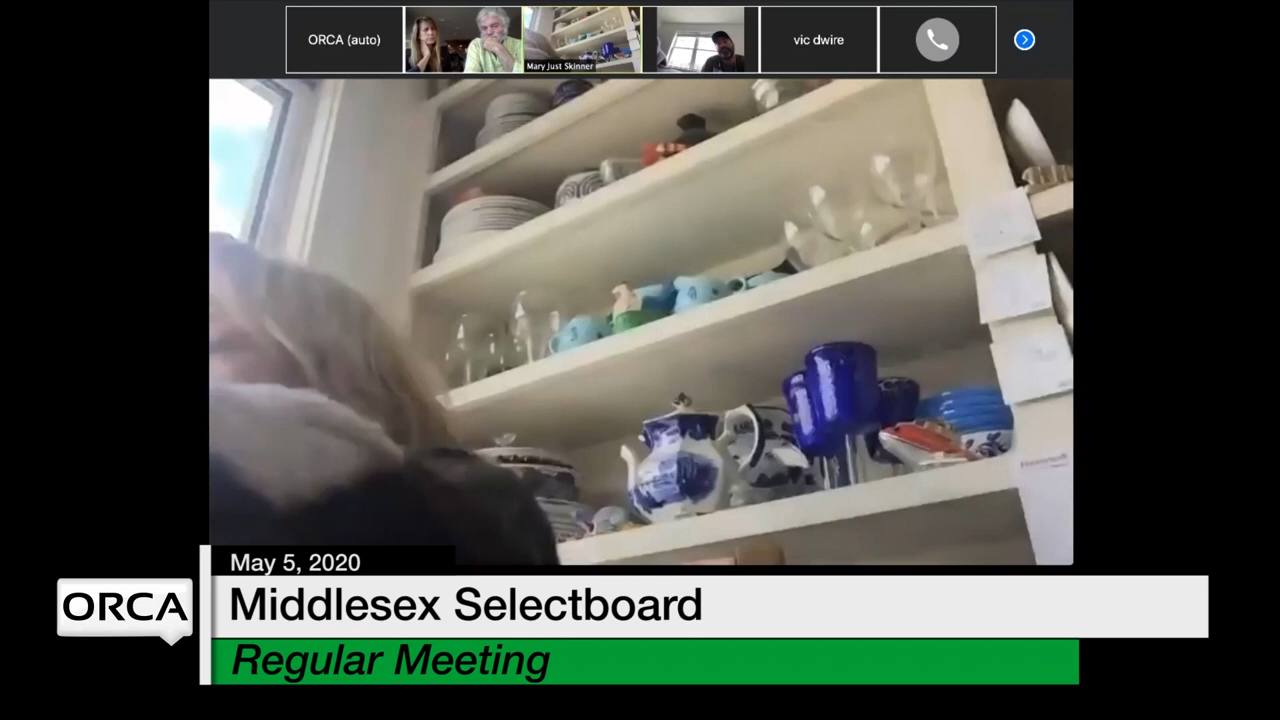 ORCA (auto)
Mary Just Skinner
vic dwire
May 5, 2020
ORCA
Middlesex Selectboard
Regular Meeting